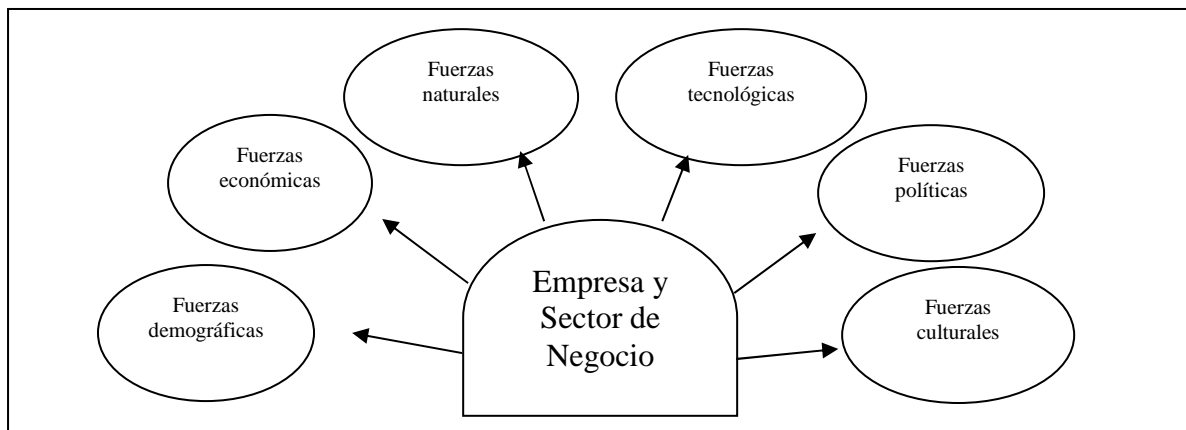 Fuerzas
naturales
Fuerzas
tecnológicas
Fuerzas
económicas
Fuerzas
políticas
Fuerzas
demográficas
Empresa y
Sector de
Negocio
Fuerzas
culturales